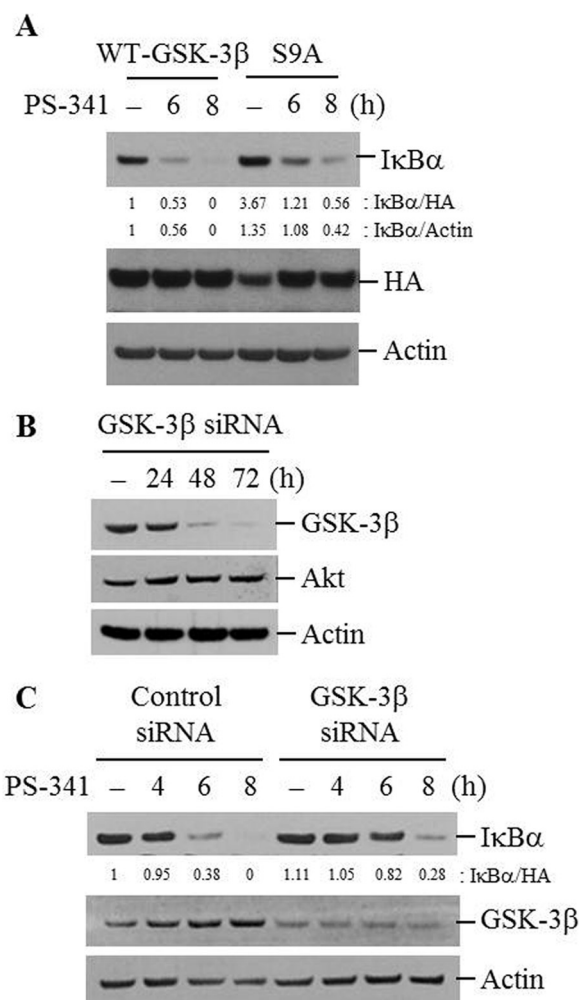 A
WT-GSK-3β S9A
PS-341 – 6 8 – 6 8 (h)
IκBα
1 0.53 0 3.67 1.21 0.56 : IκBα/HA
1 0.56 0 1.35 1.08 0.42 : IκBα/Actin
HA
Actin
B
GSK-3β siRNA
– 24 48 72 (h)
GSK-3β
Akt
Actin
C
Control GSK-3β
siRNA siRNA
PS-341 – 4 6 8 – 4 6 8 (h)
IκBα
1 0.95 0.38 0 1.11 1.05 0.82 0.28 : IκBα/HA
GSK-3β
Actin